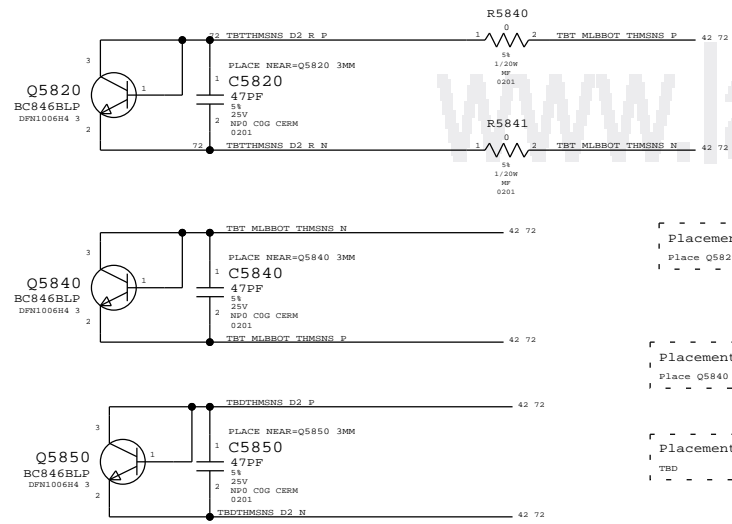 R5840
0
72 TBTTHMSNS D2 R P
1
2
TBT MLBBOT THMSNS P
42 72
5%
1/20W
MF
0201
3
PLACE NEAR=Q5820 3MM
Q5820
BC846BLP
DFN1006H4 3
1
1
C5820
47PF
5%
25V
NP0 C0G CERM
0201
2
2
www.la
R5841
0
72 TBTTHMSNS D2 R N
1
2
TBT MLBBOT THMSNS N
42 72
5%
1/20W
MF
0201
TBT MLBBOT THMSNS N
42 72
3
PLACE NEAR=Q5840 3MM
Q5840
BC846BLP
DFN1006H4 3
1
1
C5840
47PF
5%
25V
NP0 C0G CERM
0201
2
2
TBT MLBBOT THMSNS P
42 72
Placemen
Place Q582
Placement
Place Q5840
TBDTHMSNS D2 P
42 72
3
PLACE NEAR=Q5850 3MM
Q5850
BC846BLP
DFN1006H4 3
1
1
C5850
47PF
5%
25V
NP0 C0G CERM
0201
2
2
TBDTHMSNS D2 N
42 72
Placement
TBD